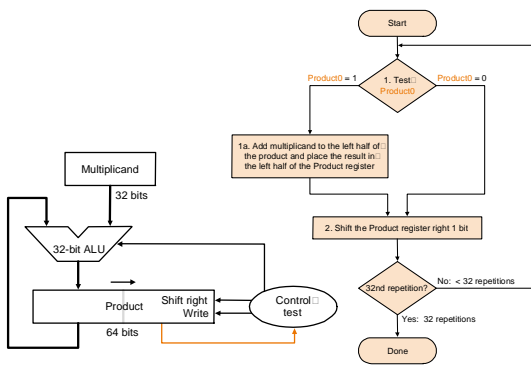 Start
Product0 = 1
1. Test
Product0
Product0 = 0
1a. Add multiplicand to the left half of
the product and place the result in
the left half of the Product register
2. Shift the Product register right 1 bit
32nd repetition?
No: < 32 repetitions
Yes: 32 repetitions
Done
Multiplicand
32 bits
32-bit ALU
Product
Shift right
Write
64 bits
Control
test